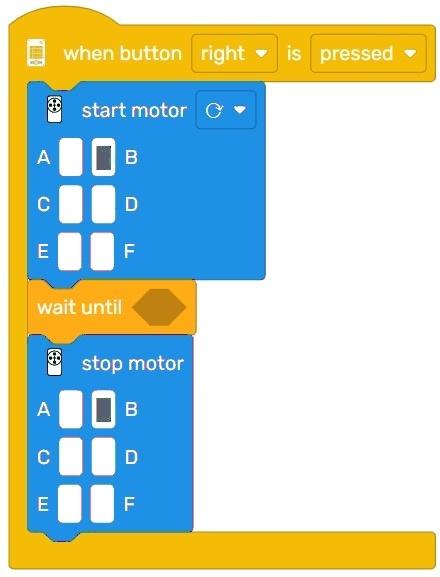 when button right is pressed
start motor
A B
C D
E F
wait until
stop motor
A B
C D
E F